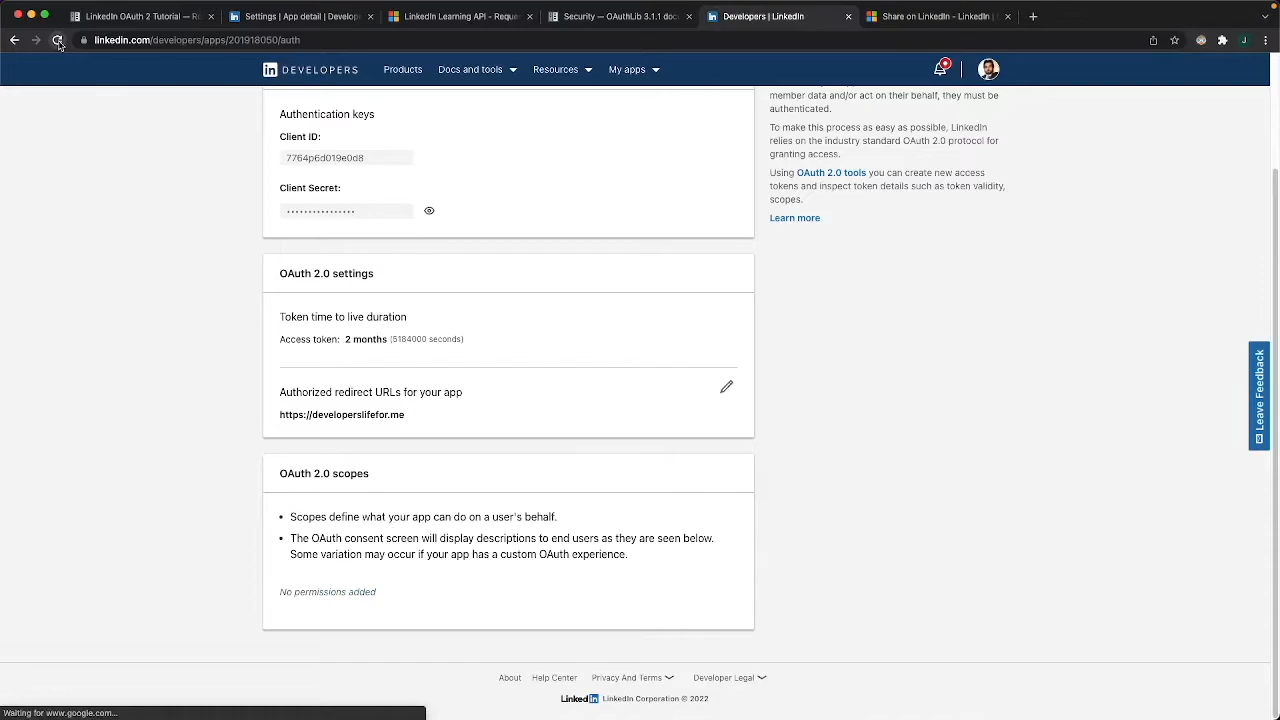 LinkedIn OAuth 2 Tutorial — R
Settings | App detail | Develope
LinkedIn Learning API - Reque
Security — OAuthLib 3.1.1 doc
Developers | LinkedIn
Share on LinkedIn - LinkedIn
linkedin.com/developers/apps/201918050/auth
in DEVELOPERS
Products
Docs and tools
Resources
My apps
Authentication keys
Client ID:
7764p6d019e0d8
Client Secret:
••••••••••••••••
member data and/or act on their behalf, they must be
authenticated.
To make this process as easy as possible, LinkedIn
relies on the industry standard OAuth 2.0 protocol for
granting access.
Using OAuth 2.0 tools you can create new access
tokens and inspect token details such as token validity,
scopes.
Learn more
OAuth 2.0 settings
Token time to live duration
Access token: 2 months (5184000 seconds)
Authorized redirect URLs for your app
https://developerslifefor.me
OAuth 2.0 scopes
• Scopes define what your app can do on a user's behalf.
• The OAuth consent screen will display descriptions to end users as they are seen below.
Some variation may occur if your app has a custom OAuth experience.
No permissions added
Leave Feedback
About
Help Center
Privacy And Terms
Developer Legal
Linkedin LinkedIn Corporation © 2022
Waiting for www.google.com...